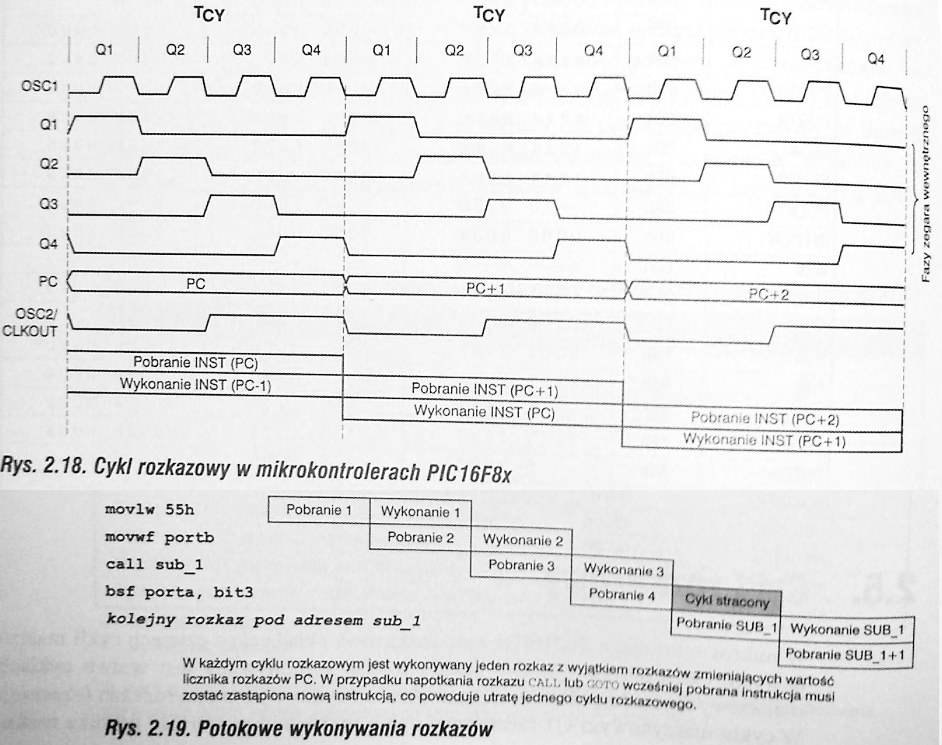 TCY TCY TCY
Q1 Q2 Q3 Q4 Q1 Q2 Q3 Q4 Q1 Q2 Q3 Q4
OSC1
Q1
Q2
Q3
Q4
Fazy zegara wewnętrznego
PC PC PC+1 PC+2
OSC2/
CLKOUT
Pobranie INST (PC)
Wykonanie INST (PC-1) Pobranie INST (PC+1)
Wykonanie INST (PC) Pobranie INST (PC+2)
Wykonanie INST (PC+1)
Rys. 2.18. Cykl rozkazowy w mikrokontrolerach PIC16F8x
movlw 55h Pobranie 1 Wykonanie 1
movwf portb Pobranie 2 Wykonanie 2
call sub_1 Pobranie 3 Wykonanie 3
bsf porta, bit3 Pobranie 4 Cykl stracony
kolejny rozkaz pod adresem sub_1 Pobranie SUB_1 Wykonanie SUB_1
Pobranie SUB_1+1
W każdym cyklu rozkazowym jest wykonywany jeden rozkaz z wyjątkiem rozkazów zmieniających wartość
licznika rozkazów PC. W przypadku napotkania rozkazu CALL lub GOTO wcześniej pobrana instrukcja musi
zostać zastąpiona nową instrukcją, co powoduje utratę jednego cyklu rozkazowego.
Rys. 2.19. Potokowe wykonywania rozkazów